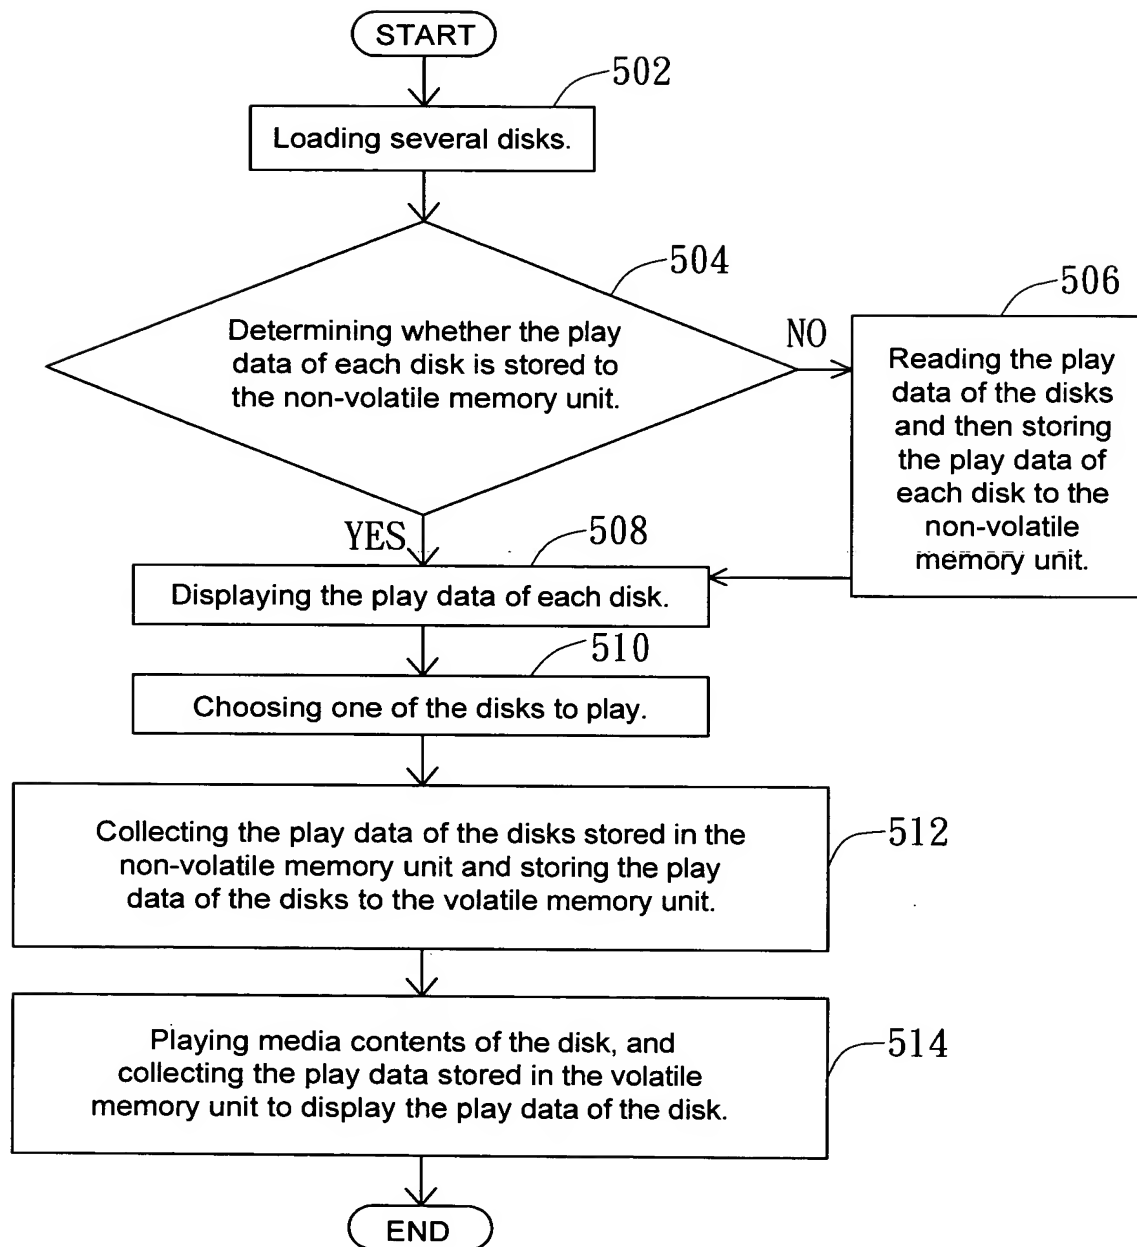 START
502
Loading several disks.
504
Determining whether the play
data of each disk is stored to
the non-volatile memory unit.
NO
506
Reading the play
data of the disks
and then storing
the play data of
each disk to the
non-volatile
memory unit.
YES
508
Displaying the play data of each disk.
510
Choosing one of the disks to play.
Collecting the play data of the disks stored in the
non-volatile memory unit and storing the play
data of the disks to the volatile memory unit.
512
Playing media contents of the disk, and
collecting the play data stored in the volatile
memory unit to display the play data of the disk.
514
END